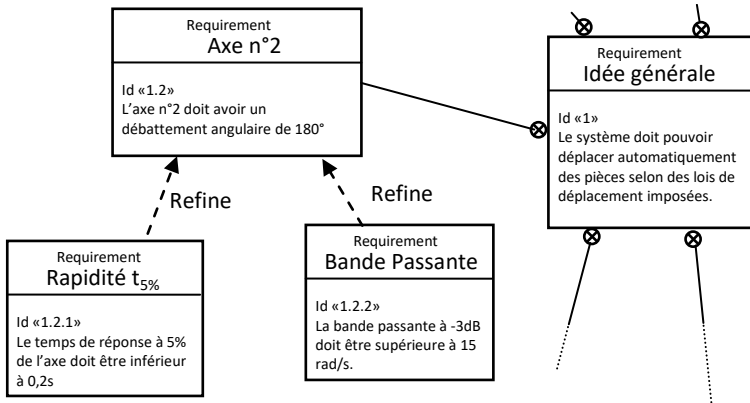 Requirement
Axe n°2
Id «1.2»
L'axe n°2 doit avoir un
débattement angulaire de 180°
Requirement
Idée générale
Id «1»
Le système doit pouvoir
déplacer automatiquement
des pièces selon des lois de
déplacement imposées.
Refine
Refine
Requirement
Rapidité t5%
Id «1.2.1»
Le temps de réponse à 5%
de l'axe doit être inférieur
à 0,2s
Requirement
Bande Passante
Id «1.2.2»
La bande passante à -3dB
doit être supérieure à 15
rad/s.